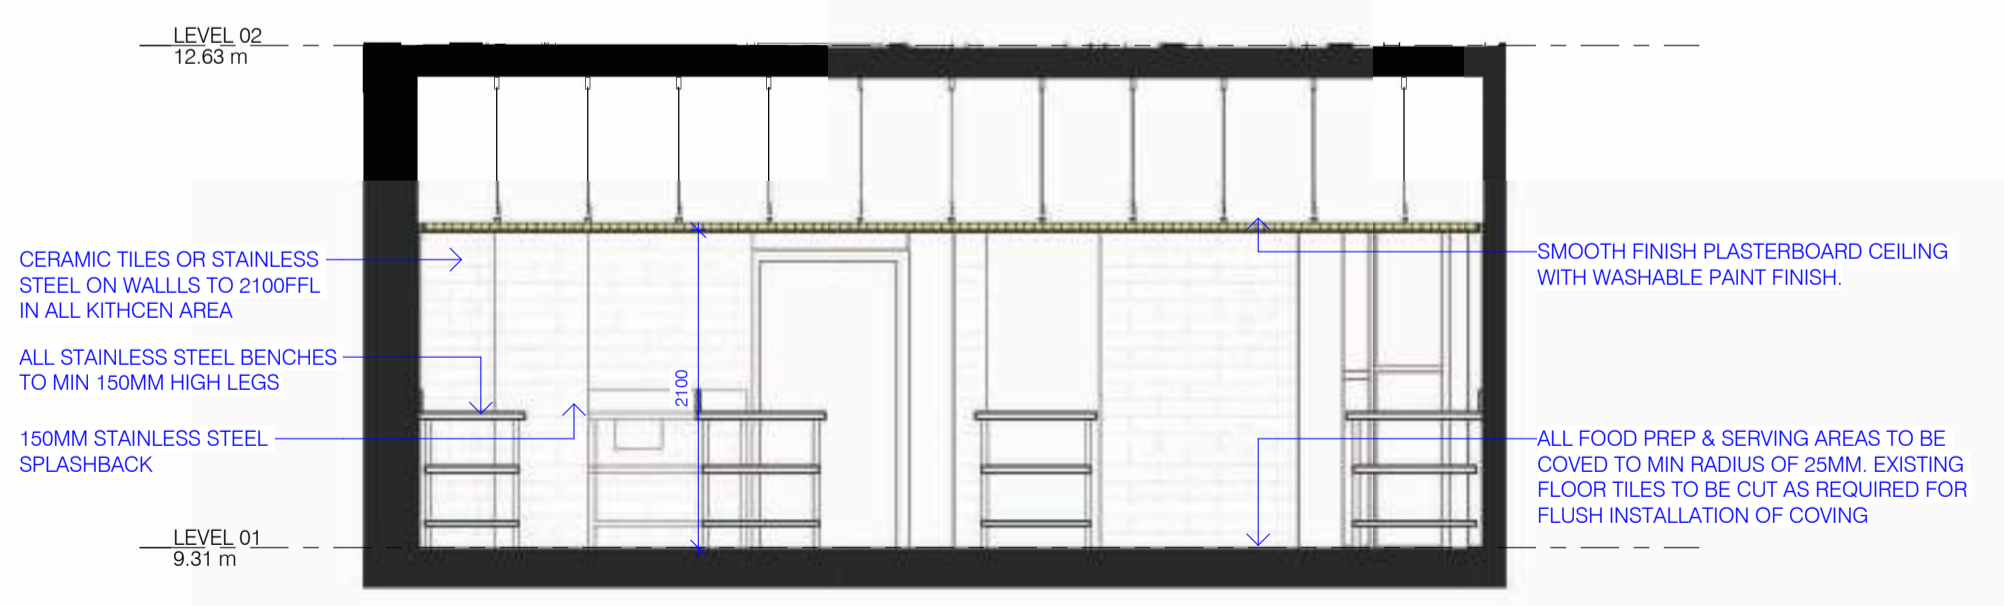 LEVEL 02
12.63 m
CERAMIC TILES OR STAINLESS
STEEL ON WALLLS TO 2100FFL
IN ALL KITHCEN AREA
ALL STAINLESS STEEL BENCHES
TO MIN 150MM HIGH LEGS
150MM STAINLESS STEEL
SPLASHBACK
LEVEL 01
9.31 m
2100
SMOOTH FINISH PLASTERBOARD CEILING
WITH WASHABLE PAINT FINISH.
ALL FOOD PREP & SERVING AREAS TO BE
COVED TO MIN RADIUS OF 25MM. EXISTING
FLOOR TILES TO BE CUT AS REQUIRED FOR
FLUSH INSTALLATION OF COVING